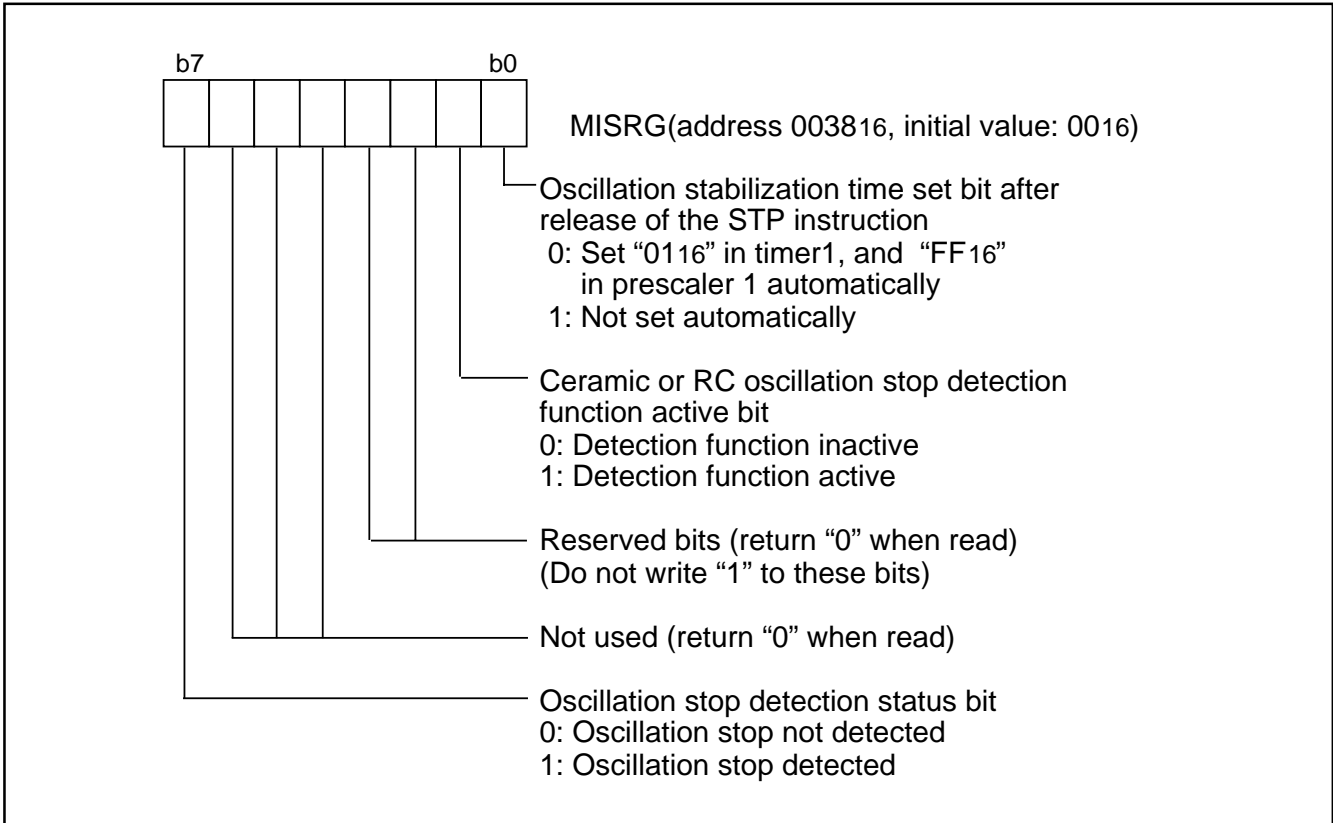 b7 b0
MISRG(address 003816, initial value: 0016)
Oscillation stabilization time set bit after
release of the STP instruction
0: Set “0116” in timer1, and “FF16”
in prescaler 1 automatically
1: Not set automatically
Ceramic or RC oscillation stop detection
function active bit
0: Detection function inactive
1: Detection function active
Reserved bits (return “0” when read)
(Do not write “1” to these bits)
Not used (return “0” when read)
Oscillation stop detection status bit
0: Oscillation stop not detected
1: Oscillation stop detected